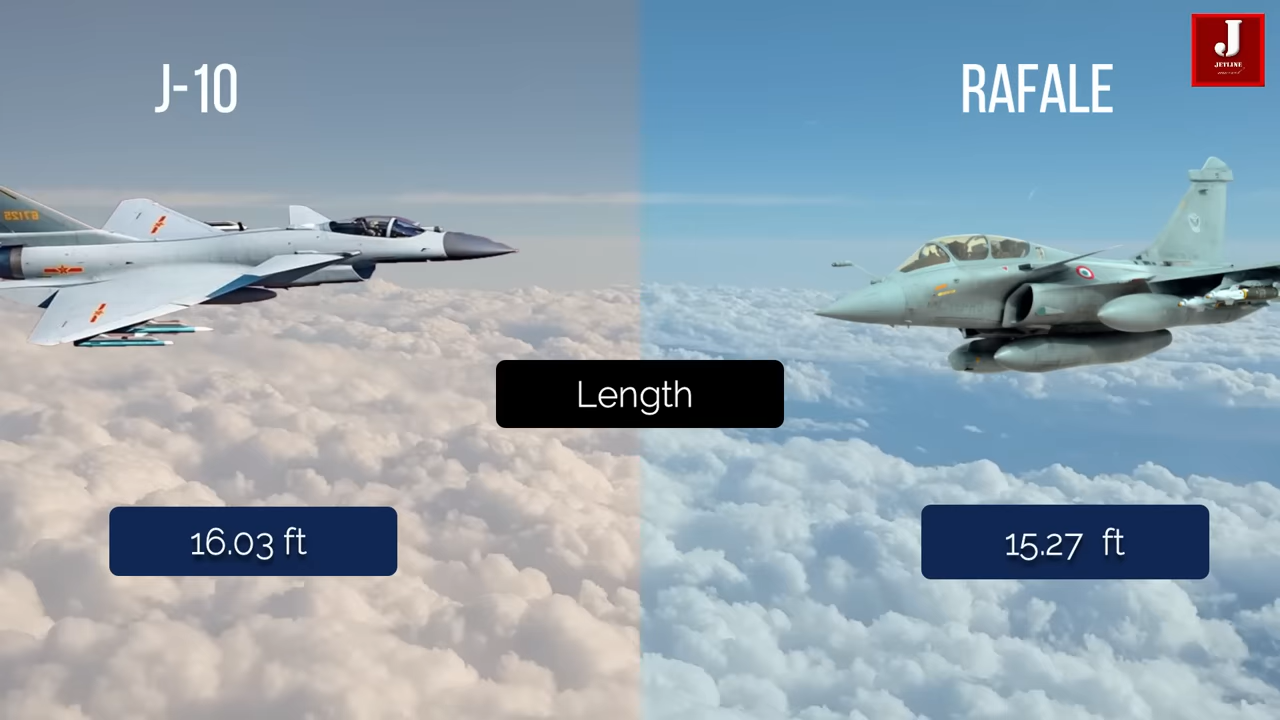 J-10
RAFALE
J
JETLINE
Length
16.03 ft
15.27 ft